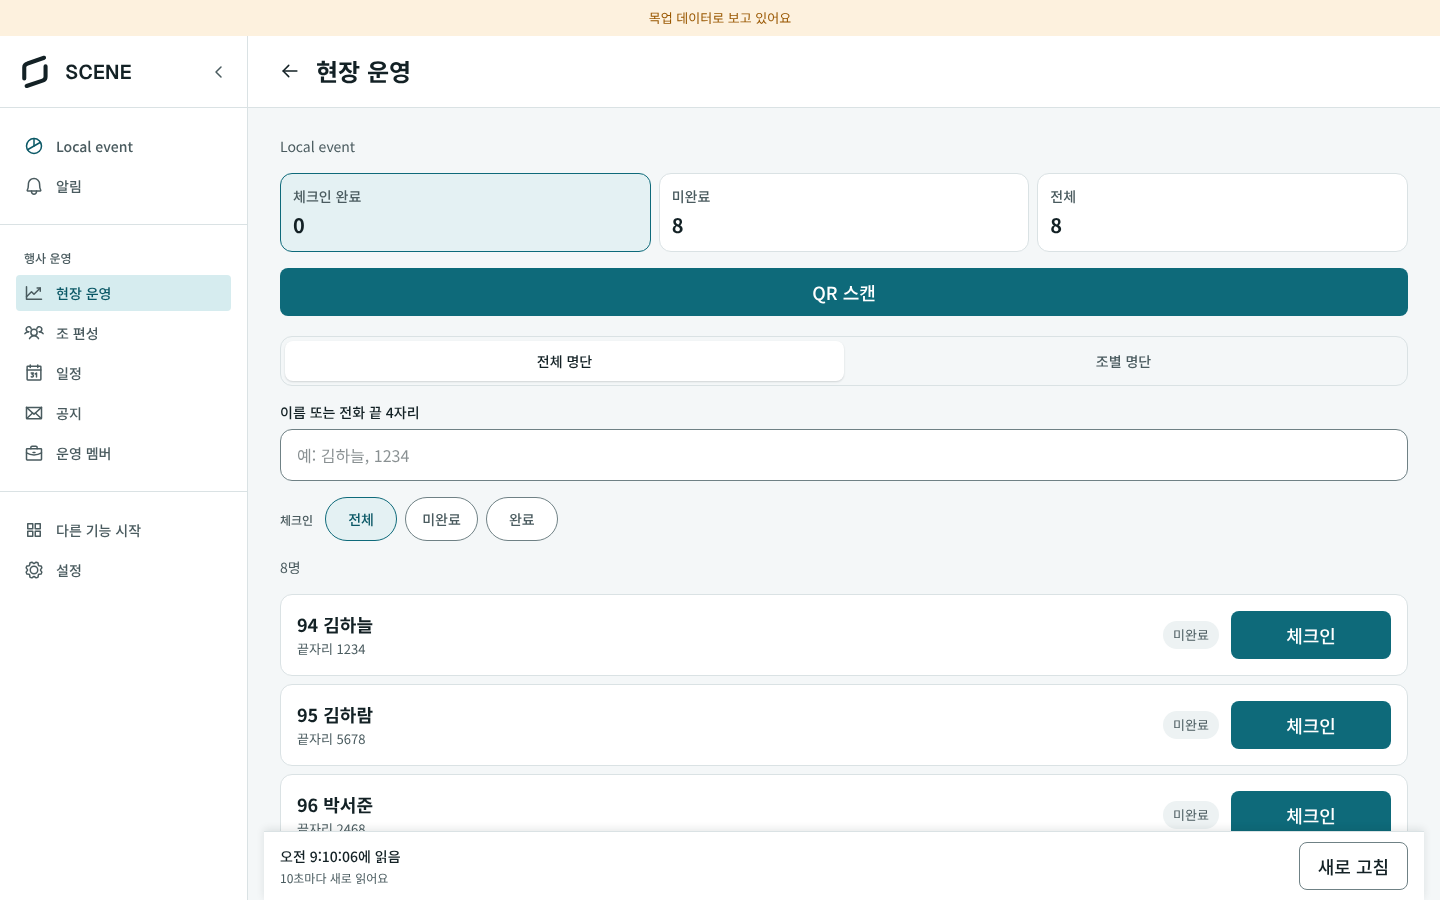 목업 데이터로 보고 있어요
SCENE
현장 운영
Local event
알림
행사 운영
현장 운영
조 편성
일정
공지
운영 멤버
다른 기능 시작
설정
Local event
체크인 완료
0
미완료
8
전체
8
QR 스캔
전체 명단
조별 명단
이름 또는 전화 끝 4자리
예: 김하늘, 1234
체크인
전체
미완료
완료
8명
94 김하늘
끝자리 1234
미완료
체크인
95 김하람
끝자리 5678
미완료
체크인
96 박서준
끝자리 2468
미완료
체크인
오전 9:10:06에 읽음
10초마다 새로 읽어요
새로 고침